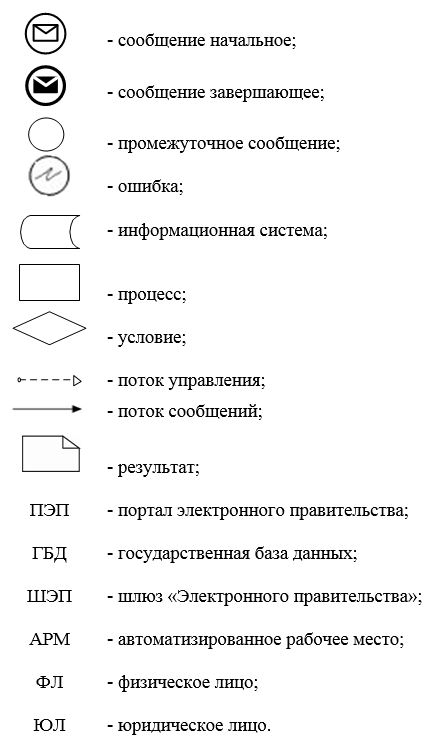 - сообщение начальное;
- сообщение завершающее;
- промежуточное сообщение;
- ошибка;
- информационная система;
- процесс;
- условие;
- поток управления;
- поток сообщений;
- результат;
ПЭП - портал электронного правительства;
ГБД - государственная база данных;
ШЭП - шлюз «Электронного правительства»;
АРМ - автоматизированное рабочее место;
ФЛ - физическое лицо;
ЮЛ - юридическое лицо.